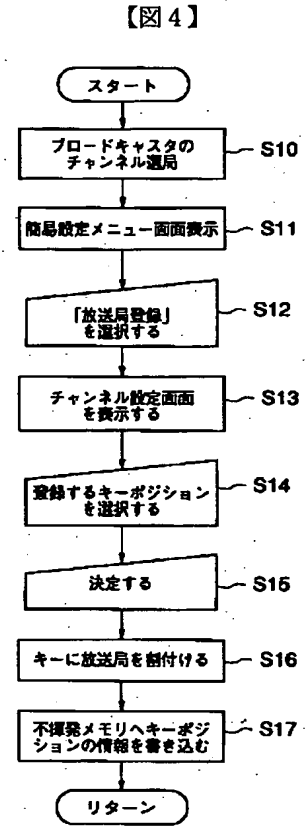 【図4】
スタート
ブロードキャスタの
チャンネル選局
S10
簡易設定メニュー画面表示
S11
「放送局登録」
を選択する
S12
チャンネル設定画面
を表示する
S13
登録するキーポジション
を選択する
S14
決定する
S15
キーに放送局を割付ける
S16
不揮発メモリへキーポジ
ションの情報を書き込む
S17
リターン